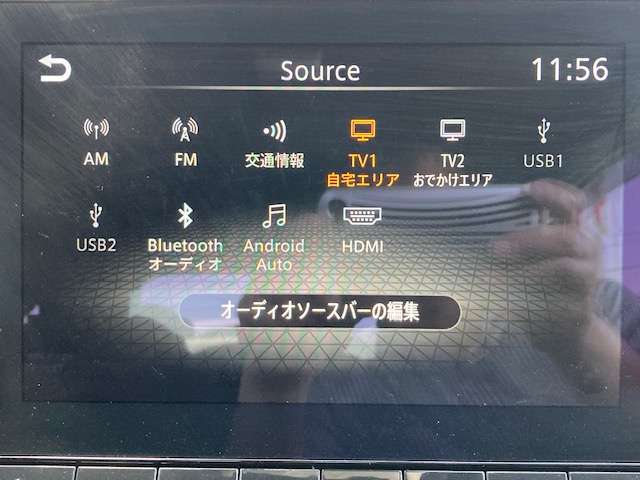 Source
11:56
AM
FM
交通情報
TV1
自宅エリア
TV2
おでかけエリア
USB1
USB2
Bluetooth
オーディオ
Android
Auto
HDMI
オーディオソースバーの編集